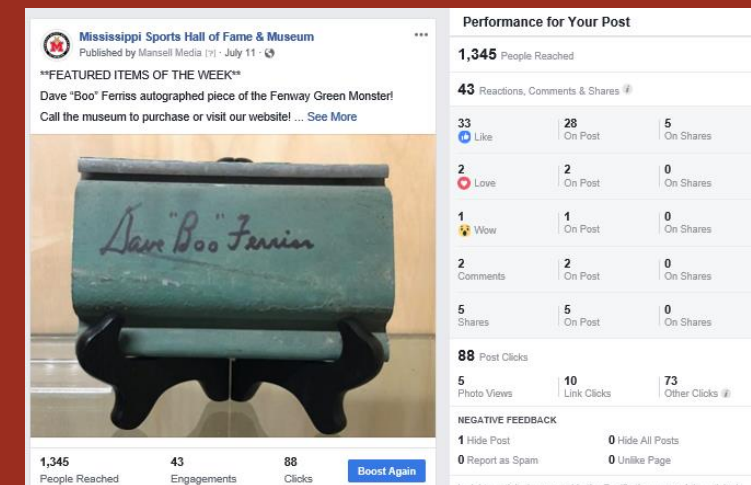 Mississippi Sports Hall of Fame & Museum
Published by Mansell Media [?] · July 11 ·
**FEATURED ITEMS OF THE WEEK**
Dave "Boo" Ferriss autographed piece of the Fenway Green Monster!
Call the museum to purchase or visit our website! ... See More
Dave "Boo" Ferriss
1,345 People Reached
43 Engagements
88 Clicks
Boost Again
Performance for Your Post
1,345 People Reached
43 Reactions, Comments & Shares
33 Like
28 On Post
5 On Shares
2 Love
2 On Post
0 On Shares
1 Wow
1 On Post
0 On Shares
2 Comments
2 On Post
0 On Shares
5 Shares
5 On Post
0 On Shares
88 Post Clicks
5 Photo Views
10 Link Clicks
73 Other Clicks
NEGATIVE FEEDBACK
1 Hide Post
0 Hide All Posts
0 Report as Spam
0 Unlike Page